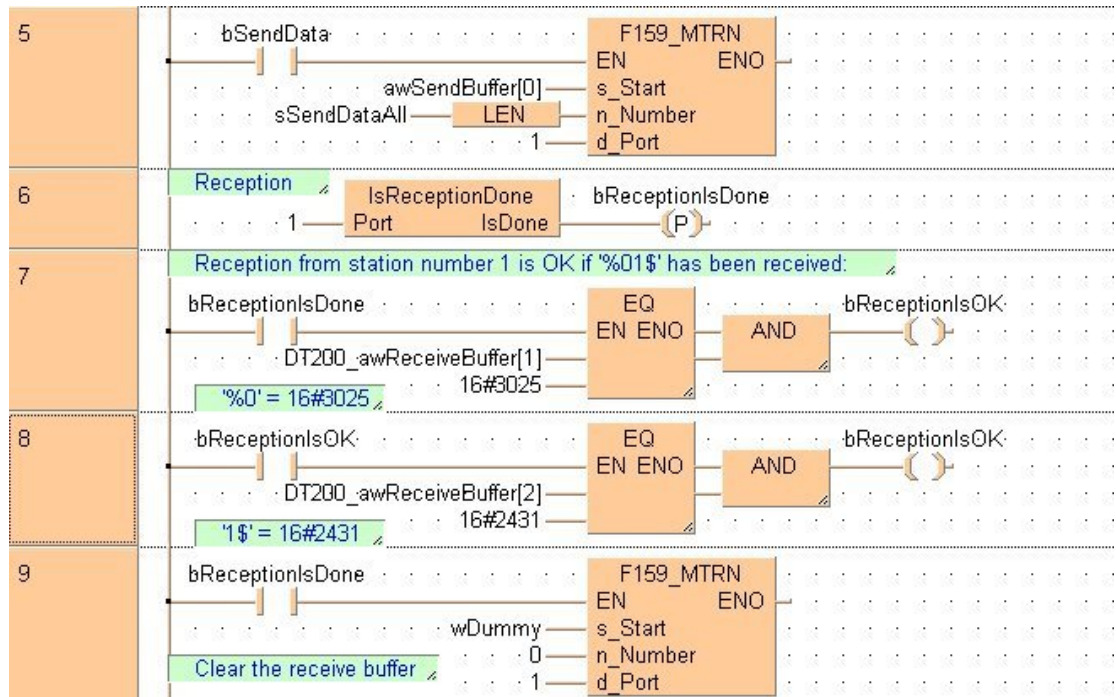 5
bSendData
F159_MTRN
EN ENO
awSendBuffer[0] s_Start
sSendDataAll LEN n_Number
1 d_Port
6
Reception
IsReceptionDone bReceptionIsDone
1 Port IsDone (P)
7
Reception from station number 1 is OK if '%01$' has been received:
bReceptionIsDone EQ bReceptionIsOK
EN ENO AND
DT200_awReceiveBuffer[1]
16#3025
'%0' = 16#3025
8
bReceptionIsOK EQ bReceptionIsOK
EN ENO AND
DT200_awReceiveBuffer[2]
16#2431
'1$' = 16#2431
9
bReceptionIsDone F159_MTRN
EN ENO
wDummy s_Start
0 n_Number
Clear the receive buffer
1 d_Port